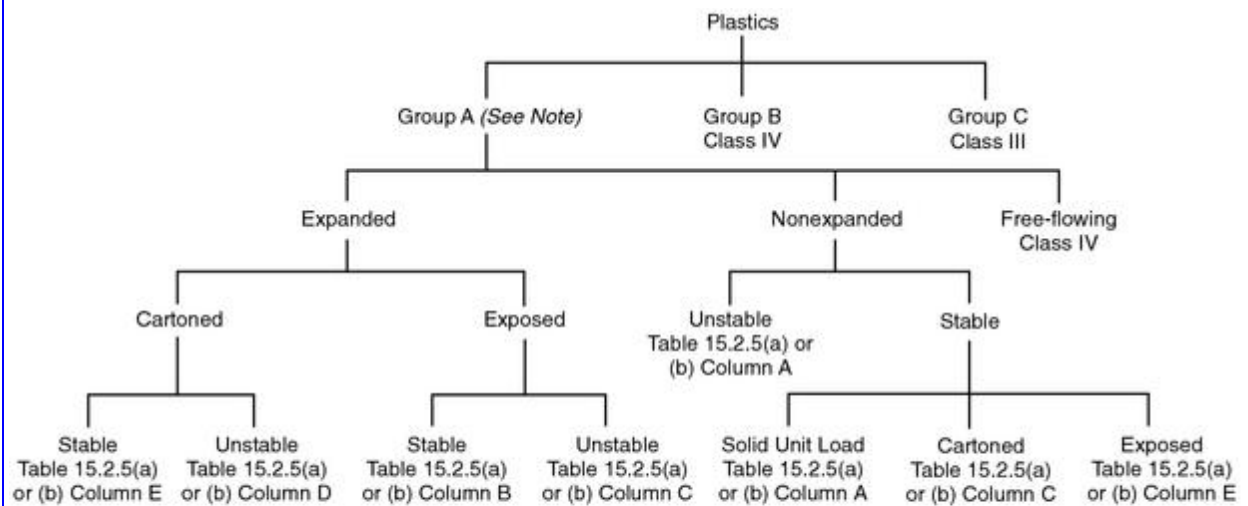 Plastics
Group A (See Note)
Group B
Class IV
Group C
Class III
Expanded
Nonexpanded
Free-flowing
Class IV
Cartoned
Exposed
Unstable
Table 15.2.5(a) or
(b) Column A
Stable
Stable
Table 15.2.5(a)
or (b) Column E
Unstable
Table 15.2.5(a)
or (b) Column D
Stable
Table 15.2.5(a)
or (b) Column B
Unstable
Table 15.2.5(a)
or (b) Column C
Solid Unit Load
Table 15.2.5(a)
or (b) Column A
Cartoned
Table 15.2.5(a)
or (b) Column C
Exposed
Table 15.2.5(a)
or (b) Column E